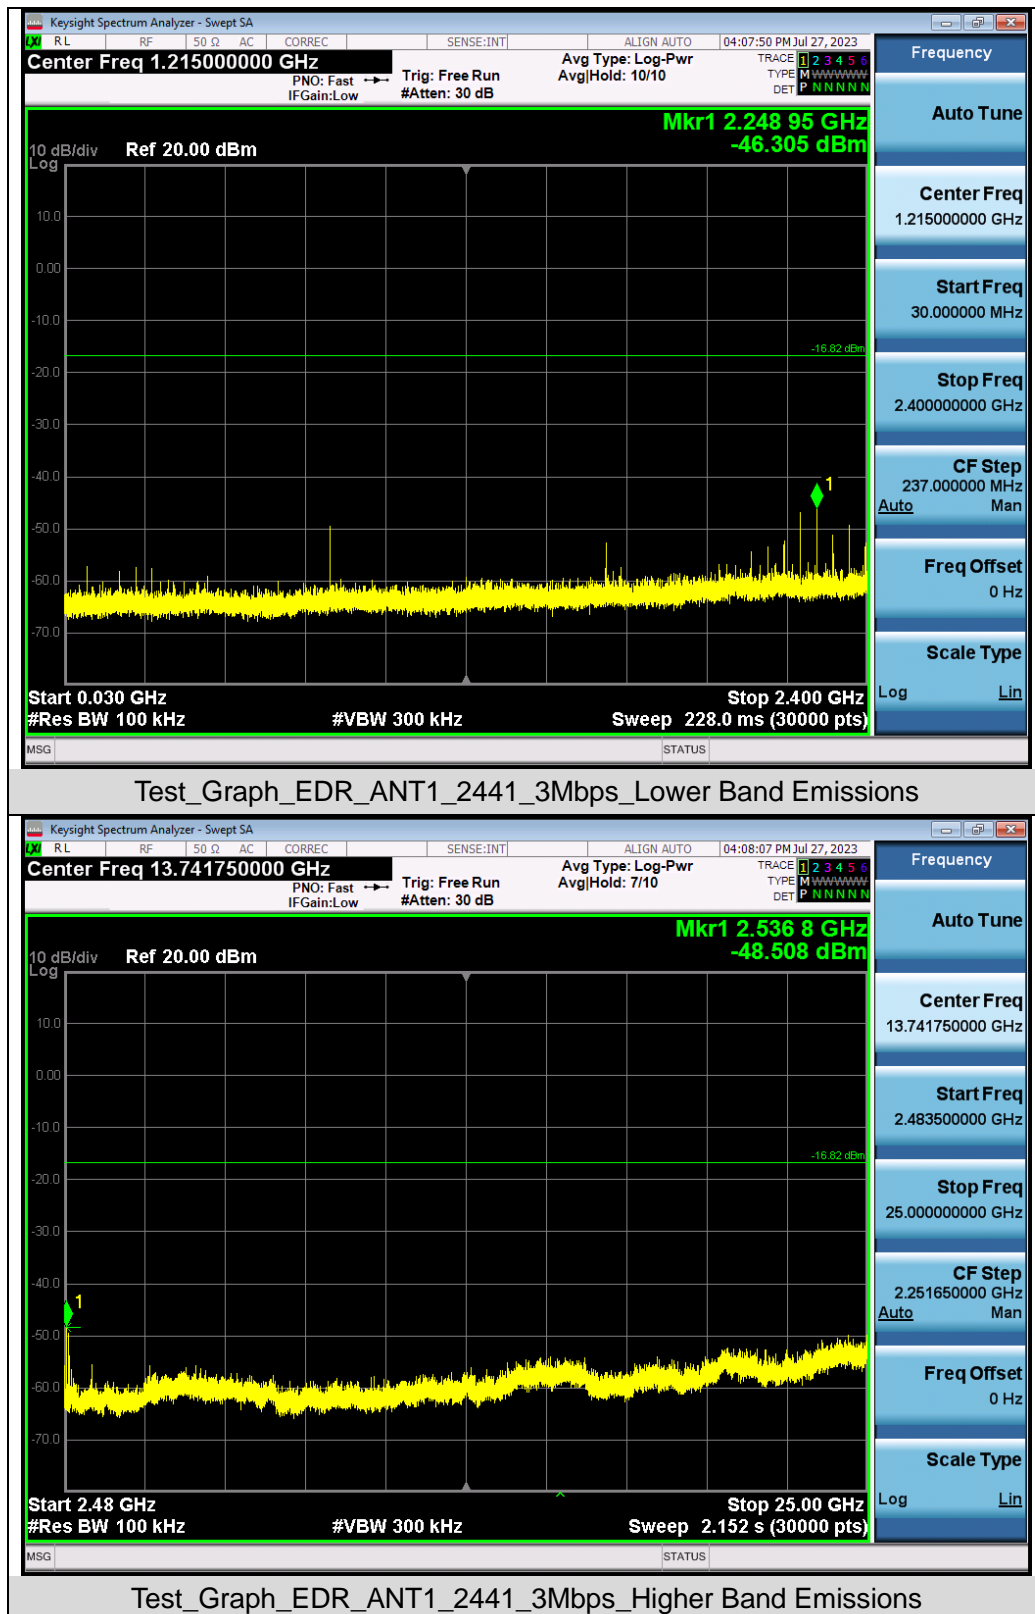 Keysight Spectrum Analyzer - Swept SA
LXI RL RF 50 Ω AC CORREC SENSE:INT ALIGN AUTO 04:07:50 PM Jul 27, 2023
Center Freq 1.215000000 GHz
PNO: Fast
IFGain:Low
Trig: Free Run
#Atten: 30 dB
Avg Type: Log-Pwr
Avg|Hold: 10/10
TRACE 1 2 3 4 5 6
TYPE M WWWWW
DET P N N N N N
Frequency
Mkr1 2.248 95 GHz
-46.305 dBm
10 dB/div Ref 20.00 dBm
Log
10.0
0.00
-10.0
-16.82 dBm
-20.0
-30.0
-40.0
1
-50.0
-60.0
-70.0
Start 0.030 GHz Stop 2.400 GHz
#Res BW 100 kHz #VBW 300 kHz Sweep 228.0 ms (30000 pts)
MSG STATUS
Auto Tune
Center Freq
1.215000000 GHz
Start Freq
30.000000 MHz
Stop Freq
2.400000000 GHz
CF Step
237.000000 MHz
Auto Man
Freq Offset
0 Hz
Scale Type
Log Lin
Test_Graph_EDR_ANT1_2441_3Mbps_Lower Band Emissions
Keysight Spectrum Analyzer - Swept SA
LXI RL RF 50 Ω AC CORREC SENSE:INT ALIGN AUTO 04:08:07 PM Jul 27, 2023
Center Freq 13.741750000 GHz
PNO: Fast
IFGain:Low
Trig: Free Run
#Atten: 30 dB
Avg Type: Log-Pwr
Avg|Hold: 7/10
TRACE 1 2 3 4 5 6
TYPE M WWWWW
DET P N N N N N
Frequency
Mkr1 2.536 8 GHz
-48.508 dBm
10 dB/div Ref 20.00 dBm
Log
10.0
0.00
-10.0
-16.82 dBm
-20.0
-30.0
-40.0
1
-50.0
-60.0
-70.0
Start 2.48 GHz Stop 25.00 GHz
#Res BW 100 kHz #VBW 300 kHz Sweep 2.152 s (30000 pts)
MSG STATUS
Auto Tune
Center Freq
13.741750000 GHz
Start Freq
2.483500000 GHz
Stop Freq
25.000000000 GHz
CF Step
2.251650000 GHz
Auto Man
Freq Offset
0 Hz
Scale Type
Log Lin
Test_Graph_EDR_ANT1_2441_3Mbps_Higher Band Emissions